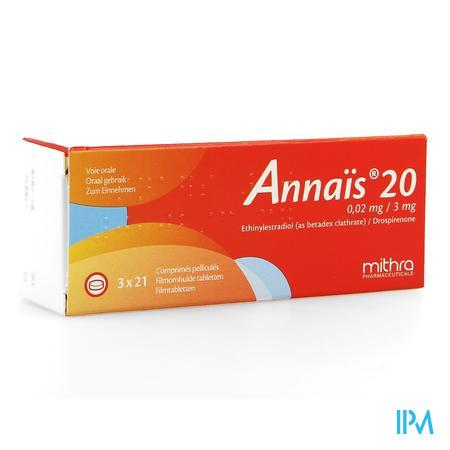 Voie orale
Oraal gebruik
Zum Einnehmen
Annaïs® 20
0,02 mg / 3 mg
Ethinylestradiol (as betadex clathrate) / Drospirenone
3 x 21
Comprimés pelliculés
Filmomhulde tabletten
Filmtabletten
mithra
PHARMACEUTICALS
IPM